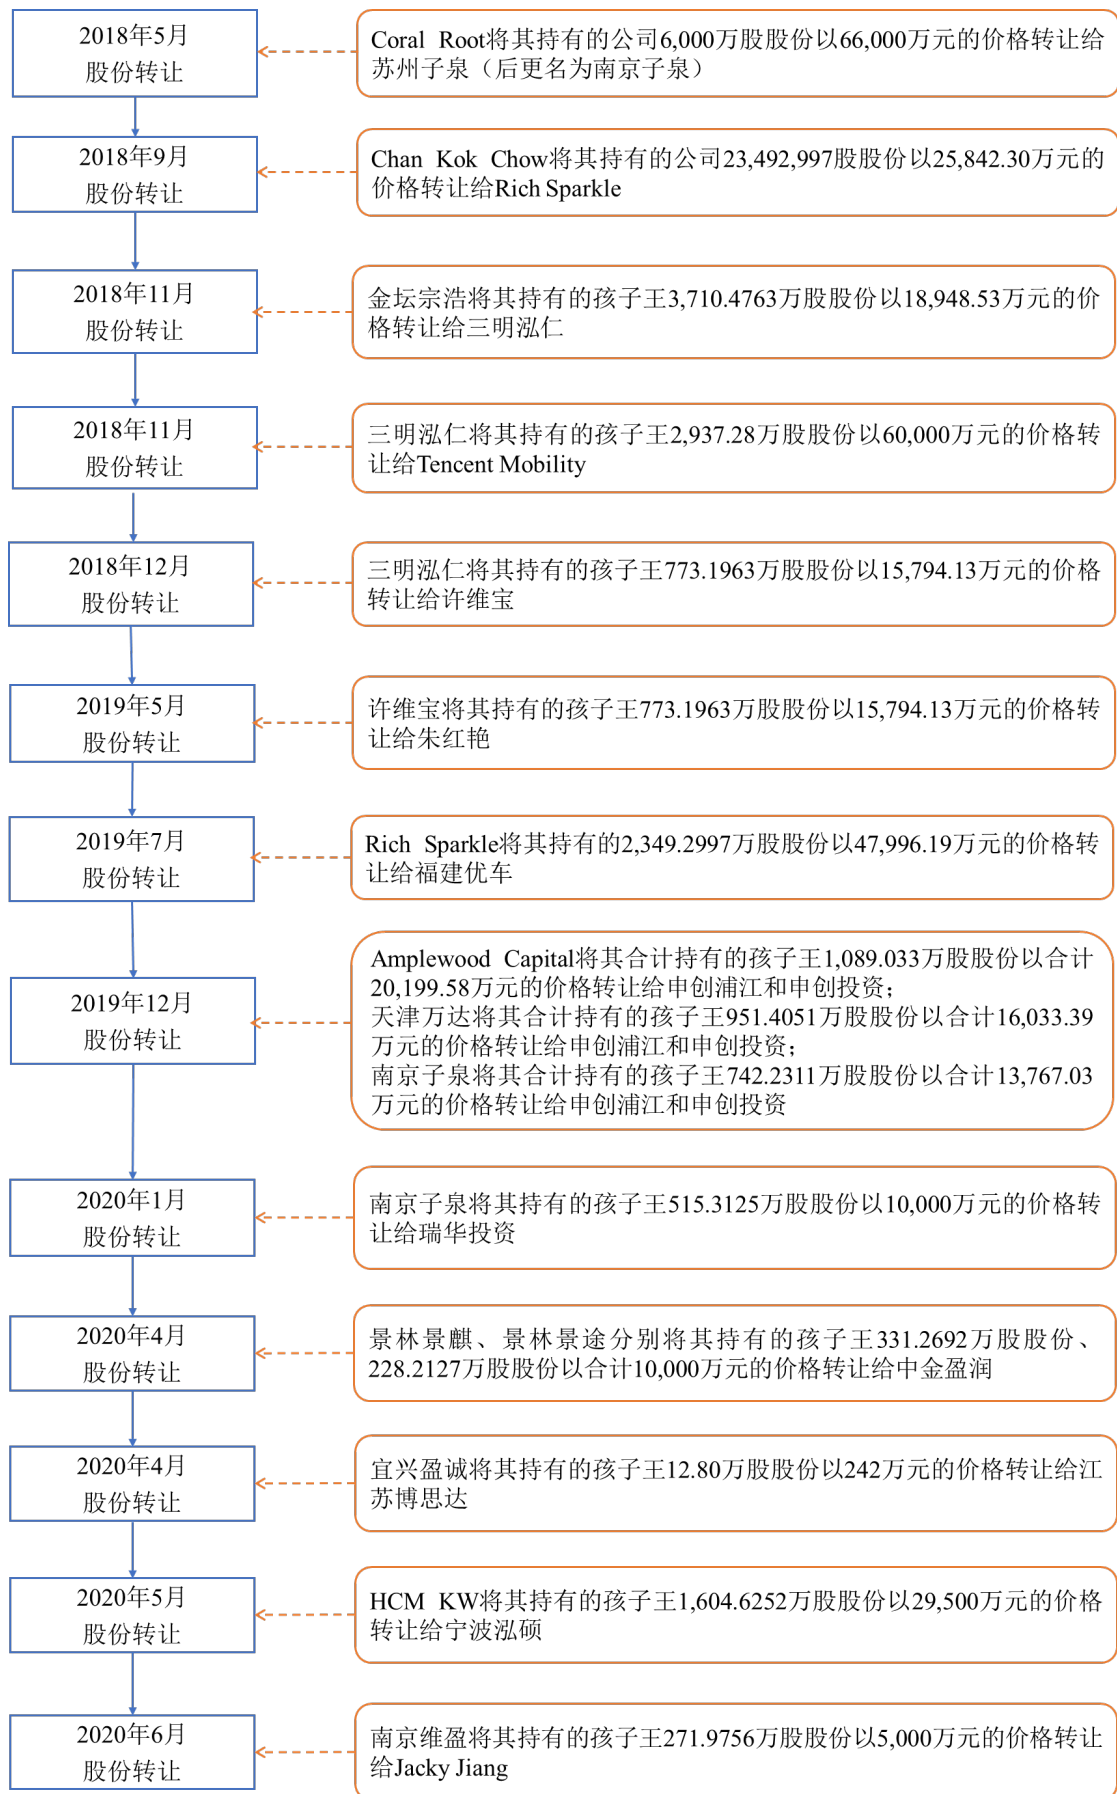 2018年5月
股份转让
Coral Root将其持有的公司6,000万股股份以66,000万元的价格转让给
苏州子泉（后更名为南京子泉）
2018年9月
股份转让
Chan Kok Chow将其持有的公司23,492,997股股份以25,842.30万元的
价格转让给Rich Sparkle
2018年11月
股份转让
金坛宗浩将其持有的孩子王3,710.4763万股股份以18,948.53万元的价
格转让给三明泓仁
2018年11月
股份转让
三明泓仁将其持有的孩子王2,937.28万股股份以60,000万元的价格转
让给Tencent Mobility
2018年12月
股份转让
三明泓仁将其持有的孩子王773.1963万股股份以15,794.13万元的价格
转让给许维宝
2019年5月
股份转让
许维宝将其持有的孩子王773.1963万股股份以15,794.13万元的价格转
让给朱红艳
2019年7月
股份转让
Rich Sparkle将其持有的2,349.2997万股股份以47,996.19万元的价格转
让给福建优车
2019年12月
股份转让
Amplewood Capital将其合计持有的孩子王1,089.033万股股份以合计
20,199.58万元的价格转让给申创浦江和申创投资；
天津万达将其合计持有的孩子王951.4051万股股份以合计16,033.39
万元的价格转让给申创浦江和申创投资；
南京子泉将其合计持有的孩子王742.2311万股股份以合计13,767.03
万元的价格转让给申创浦江和申创投资
2020年1月
股份转让
南京子泉将其持有的孩子王515.3125万股股份以10,000万元的价格转
让给瑞华投资
2020年4月
股份转让
景林景麒、景林景途分别将其持有的孩子王331.2692万股股份、
228.2127万股股份以合计10,000万元的价格转让给中金盈润
2020年4月
股份转让
宜兴盈诚将其持有的孩子王12.80万股股份以242万元的价格转让给江
苏博思达
2020年5月
股份转让
HCM KW将其持有的孩子王1,604.6252万股股份以29,500万元的价格
转让给宁波泓硕
2020年6月
股份转让
南京维盈将其持有的孩子王271.9756万股股份以5,000万元的价格转让
给Jacky Jiang